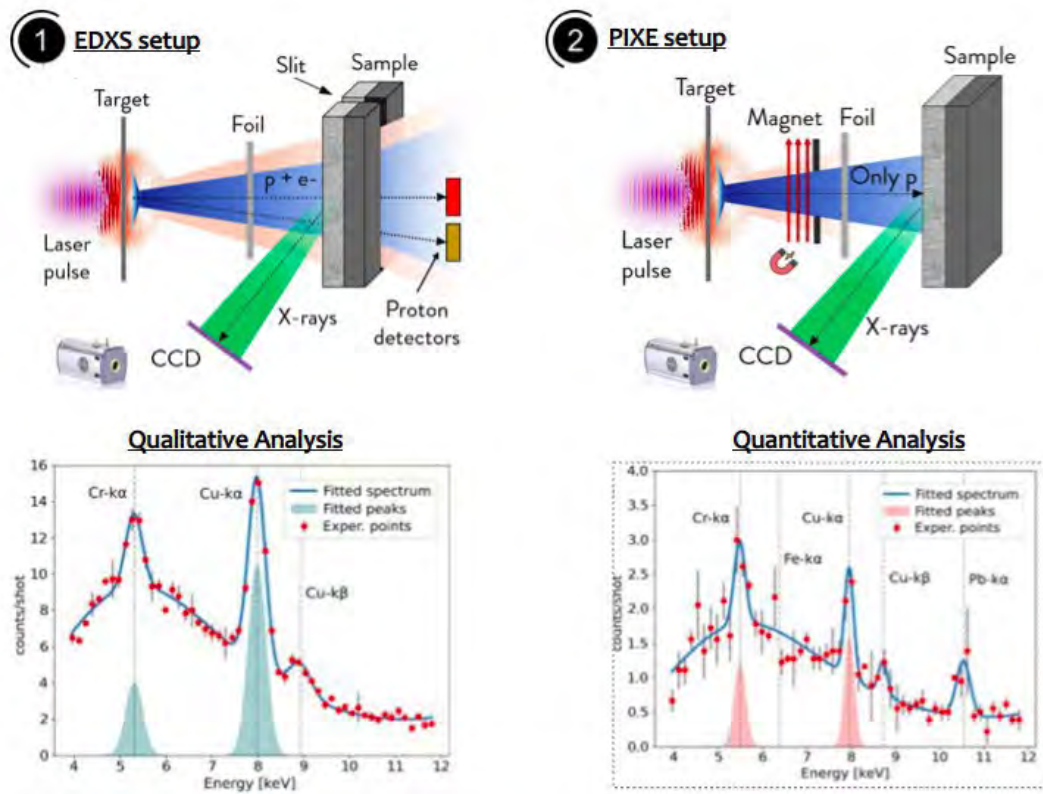 1 EDXS setup
Slit
Sample
Target
Foil
p + e-
Laser
pulse
X-rays
Proton
detectors
CCD
2 PIXE setup
Sample
Target
Magnet
Foil
Only p
Laser
pulse
X-rays
CCD
Qualitative Analysis
16
14
12
10
8
6
4
2
0
counts/shot
Cr-kα
Cu-kα
Cu-kβ
Fitted spectrum
Fitted peaks
Exper. points
4 5 6 7 8 9 10 11 12
Energy [keV]
Quantitative Analysis
4.0
3.5
3.0
2.5
2.0
1.5
1.0
0.5
0.0
counts/shot
Cr-kα
Fe-kα
Cu-kα
Cu-kβ
Pb-kα
Fitted spectrum
Fitted peaks
Exper. points
4 5 6 7 8 9 10 11 12
Energy [keV]